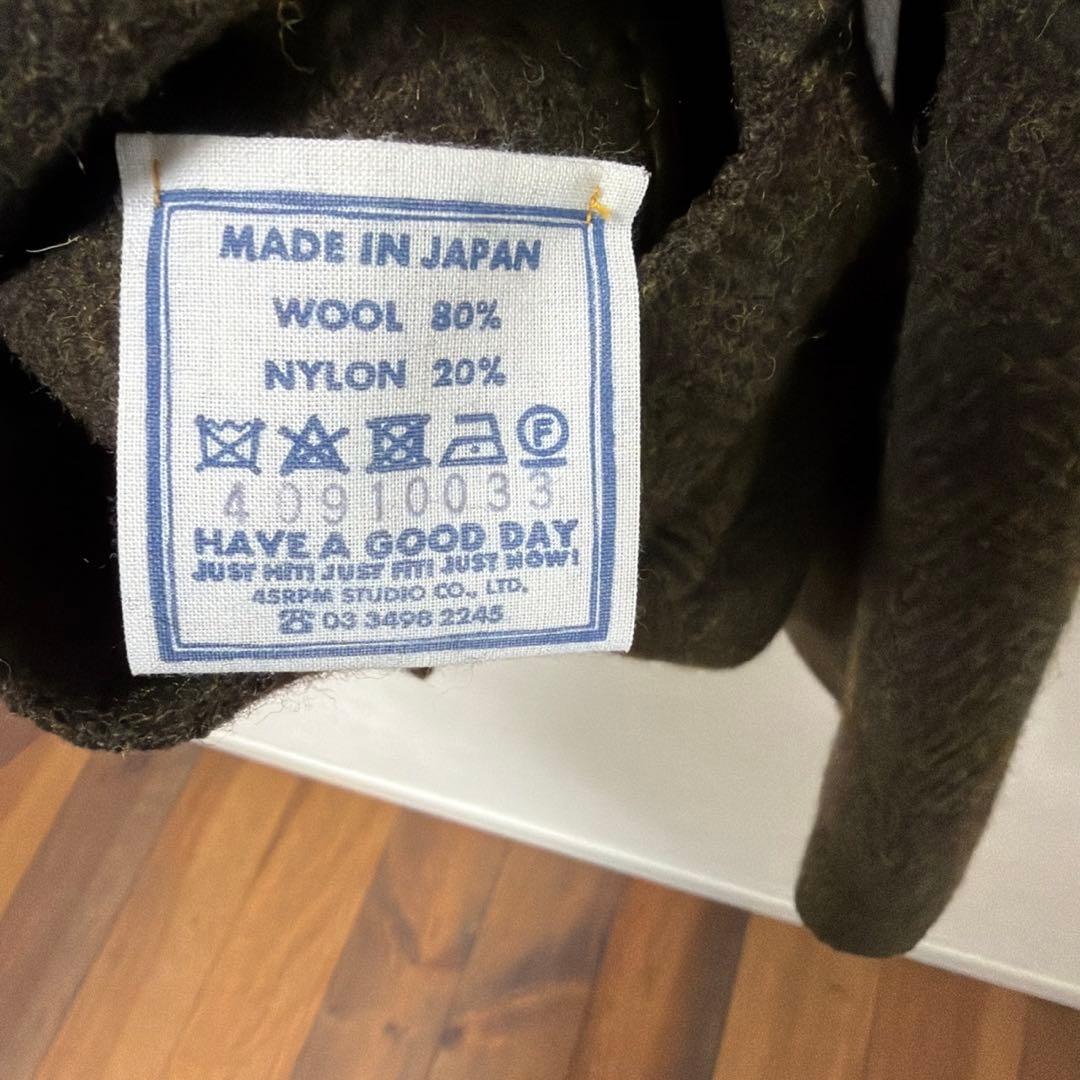 MADE IN JAPAN
WOOL 80%
NYLON 20%
F
40910033
HAVE A GOOD DAY
JUST HIT! JUST FIT! JUST NOW!
45RPM STUDIO CO., LTD.
☎ 03 3498 2245